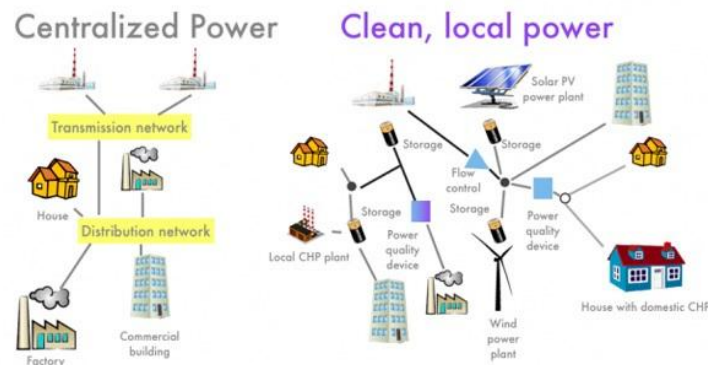 Centralized Power
Clean, local power
Transmission network
House
Distribution network
Factory
Commercial
building
Solar PV
power plant
Storage
Storage
Flow
control
Storage
Storage
Local CHP plant
Power
quality
device
Power
quality
device
Wind
power
plant
House with domestic CHP